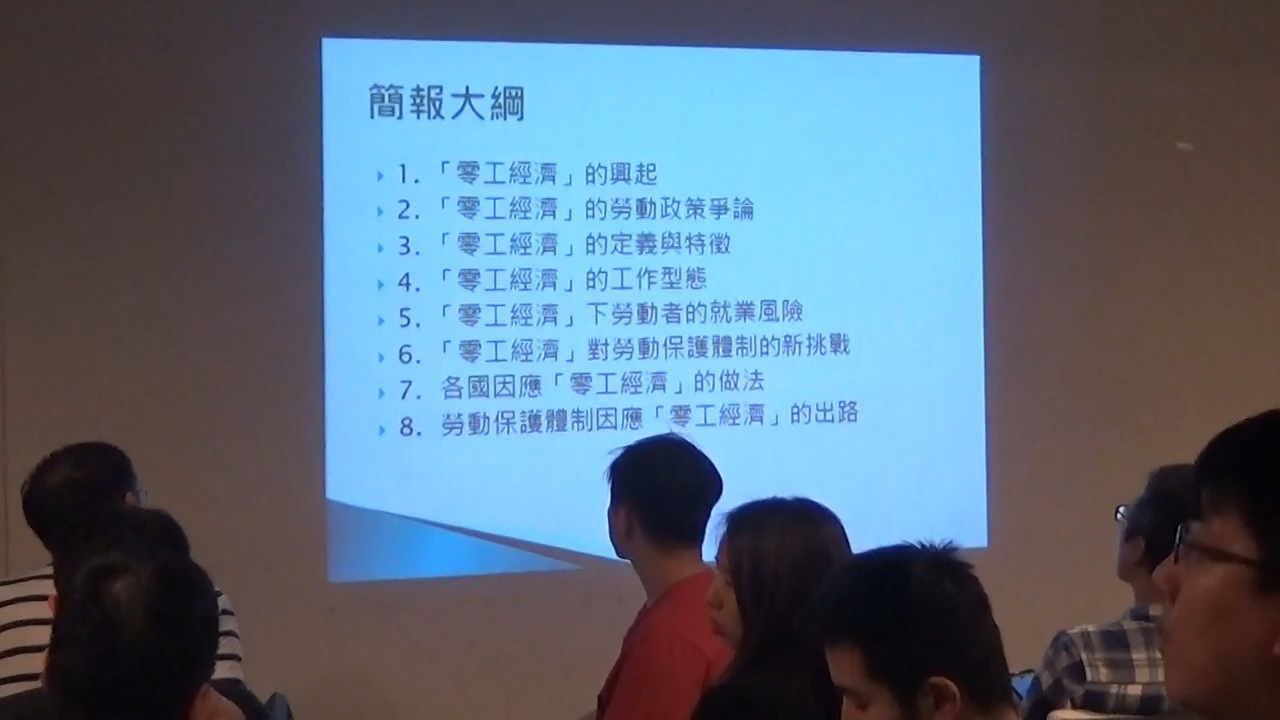 簡報大綱
1. 「零工經濟」的興起
2. 「零工經濟」的勞動政策爭論
3. 「零工經濟」的定義與特徵
4. 「零工經濟」的工作型態
5. 「零工經濟」下勞動者的就業風險
6. 「零工經濟」對勞動保護體制的新挑戰
7. 各國因應「零工經濟」的做法
8. 勞動保護體制因應「零工經濟」的出路